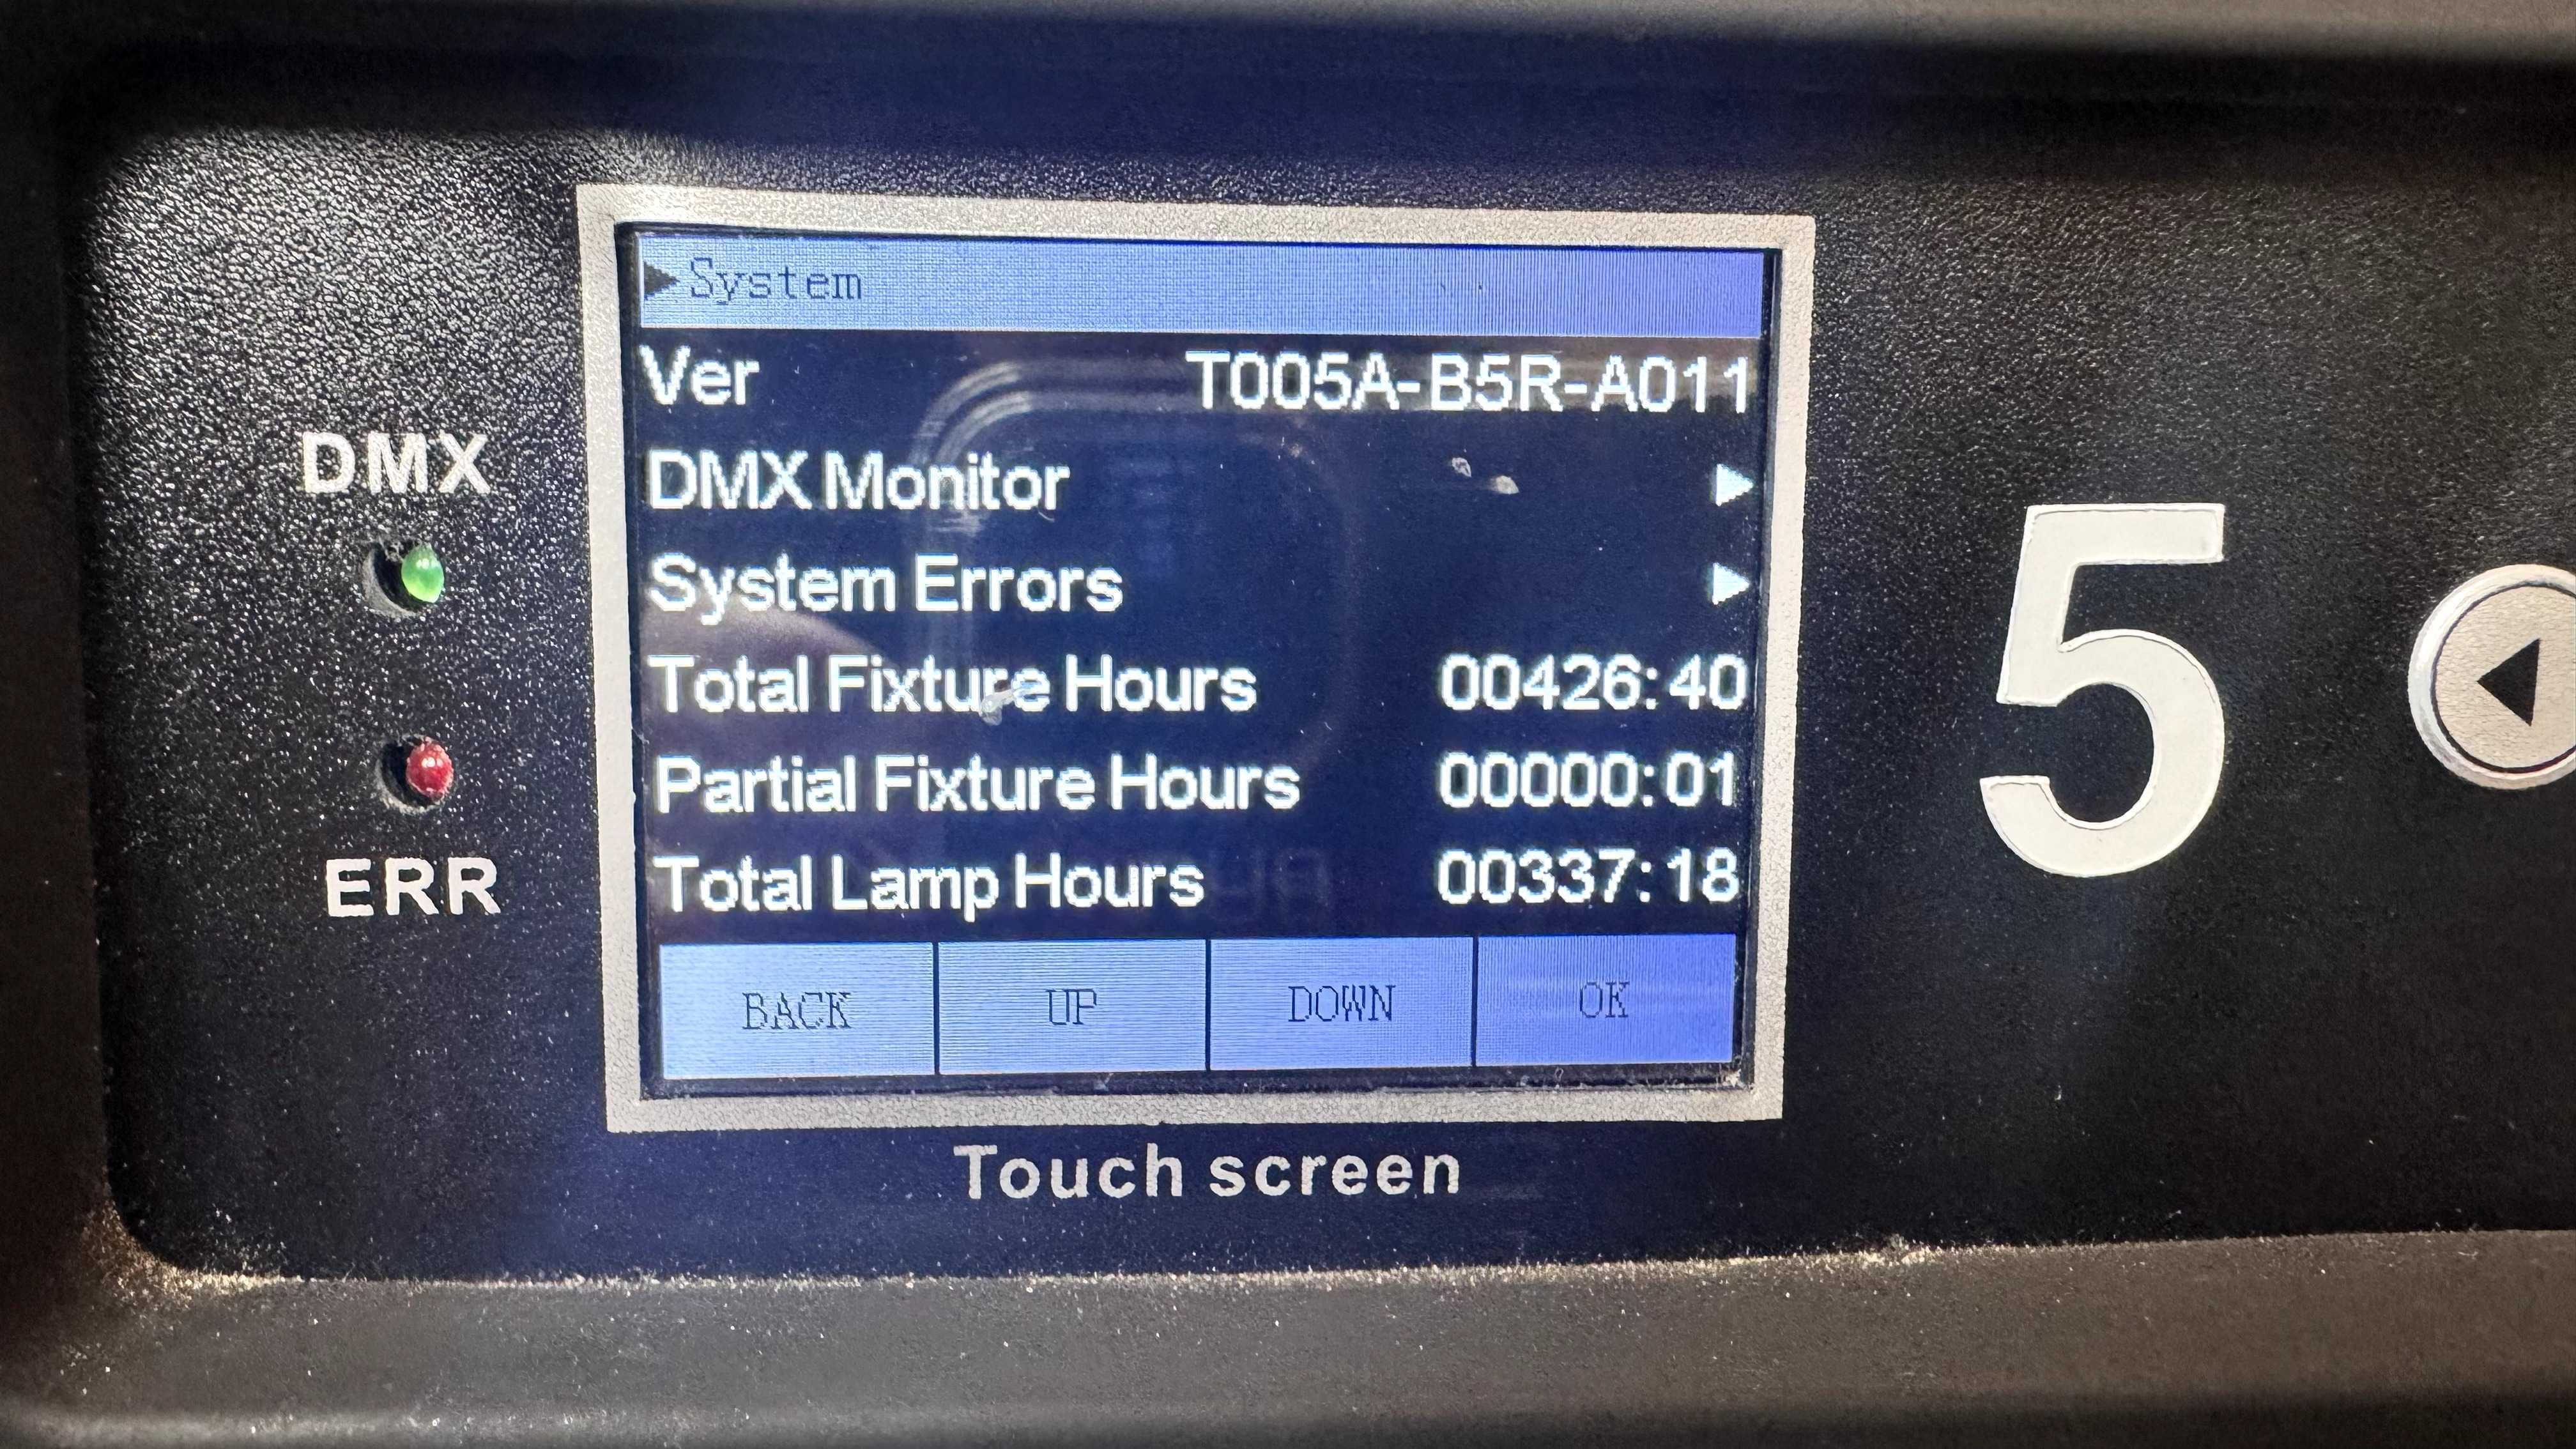 System
Ver T005A-B5R-A011
DMX Monitor
System Errors
Total Fixture Hours 00426:40
Partial Fixture Hours 00000:01
Total Lamp Hours 00337:18
BACK UP DOWN OK
Touch screen
DMX
ERR
5